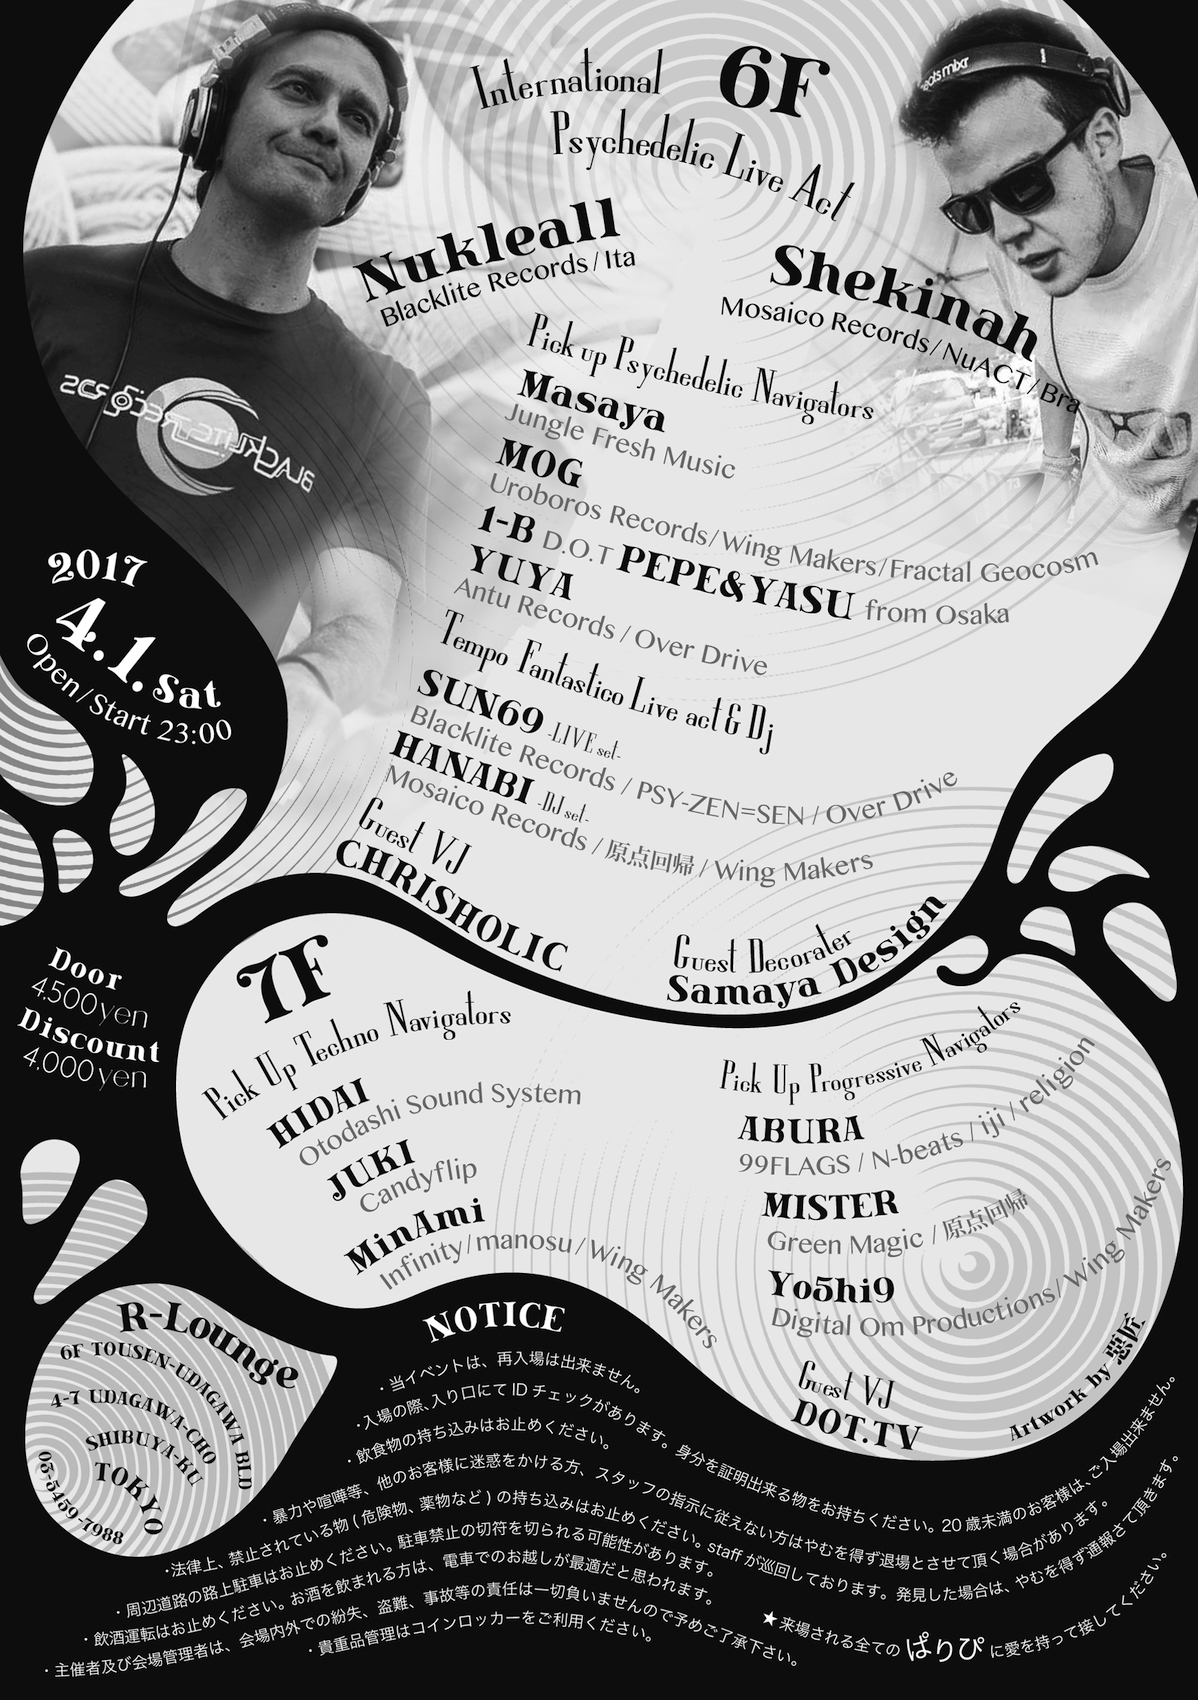 6F
International
Psychedelic Live Act
beats mixr
Nukleall
Blacklite Records / Ita
Shekinah
Mosaico Records / NuACT / Bra
BLACKLITE RECORDS
Pick up Psychedelic Navigators
Masaya
Jungle Fresh Music
MOG
Uroboros Records / Wing Makers / Fractal Geocosm
1-B D.O.T PEPE&YASU from Osaka
YUYA
Antu Records / Over Drive
Tempo Fantastico Live act & Dj
SUN69 -LIVE set-
Blacklite Records / PSY-ZEN=SEN / Over Drive
HANABI -DJ set-
Mosaico Records / 原点回帰 / Wing Makers
Guest VJ
CHRISHOLIC
Guest Decorater
Samaya Design
2017
4.1. sat
Open / Start 23:00
Door
4.500yen
Discount
4.000yen
7F
Pick Up Techno Navigators
HIDAI
Otodashi Sound System
JUKI
Candyflip
MinAmi
Infinity / manosu / Wing Makers
Pick Up Progressive Navigators
ABURA
99FLAGS / N-beats / iji / religion
MISTER
Green Magic / 原点回帰
Yo5hi9
Digital Om Productions / Wing Makers
Guest VJ
DOT.TV
Artwork by 惡匠
R-Lounge
6F TOUSEN-UDAGAWA BLD
4-7 UDAGAWA-CHO
SHIBUYA-KU
TOKYO
03-5459-7988
NOTICE
・当イベントは、再入場は出来ません。
・入場の際、入り口にて ID チェックがあります。身分を証明出来る物をお持ちください。20 歳未満のお客様は、ご入場出来ません。
・飲食物の持ち込みはお止めください。
・暴力や喧嘩等、他のお客様に迷惑をかける方、スタッフの指示に従えない方はやむを得ず退場とさせて頂く場合があります。
・法律上、禁止されている物 ( 危険物、薬物など ) の持ち込みはお止めください。staff が巡回しております。発見した場合は、やむを得ず通報させて頂きます。
・周辺道路の路上駐車はお止めください。駐車禁止の切符を切られる可能性があります。
・飲酒運転はお止めください。お酒を飲まれる方は、電車でのお越しが最適だと思われます。
・主催者及び会場管理者は、会場内外での紛失、盗難、事故等の責任は一切負いませんので予めご了承下さい。
・貴重品管理はコインロッカーをご利用ください。
★来場される全ての ぱりぴ に愛を持って接してください。